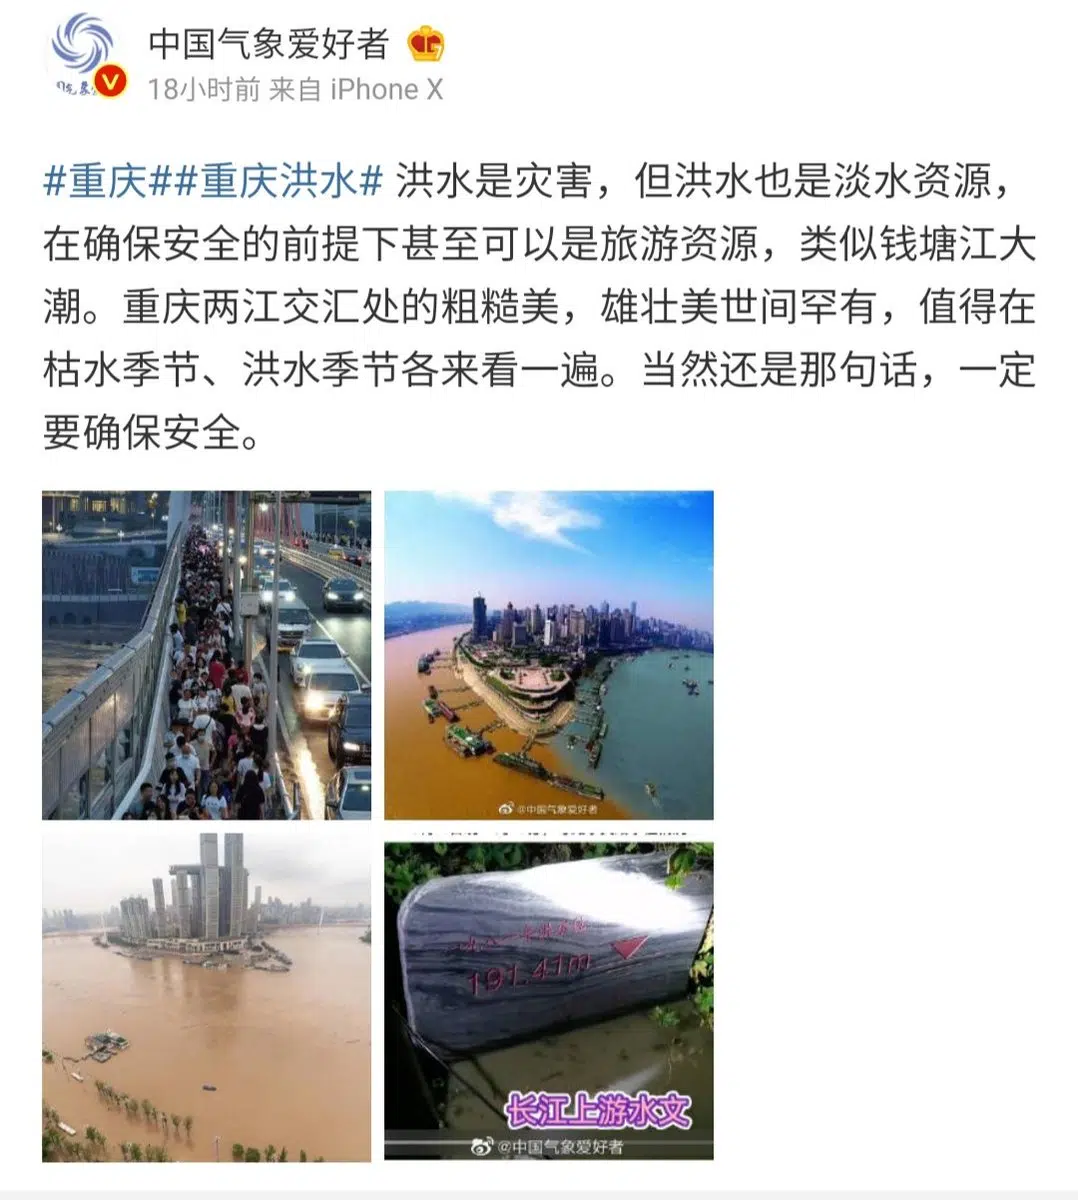 中国气象爱好者
18小时前 来自 iPhone X
#重庆##重庆洪水# 洪水是灾害，但洪水也是淡水资源，
在确保安全的前提下甚至可以是旅游资源，类似钱塘江大
潮。重庆两江交汇处的粗糙美，雄壮美世间罕有，值得在
枯水季节、洪水季节各来看一遍。当然还是那句话，一定
要确保安全。
@中国气象爱好者
191.41m
长江上游水文
@中国气象爱好者